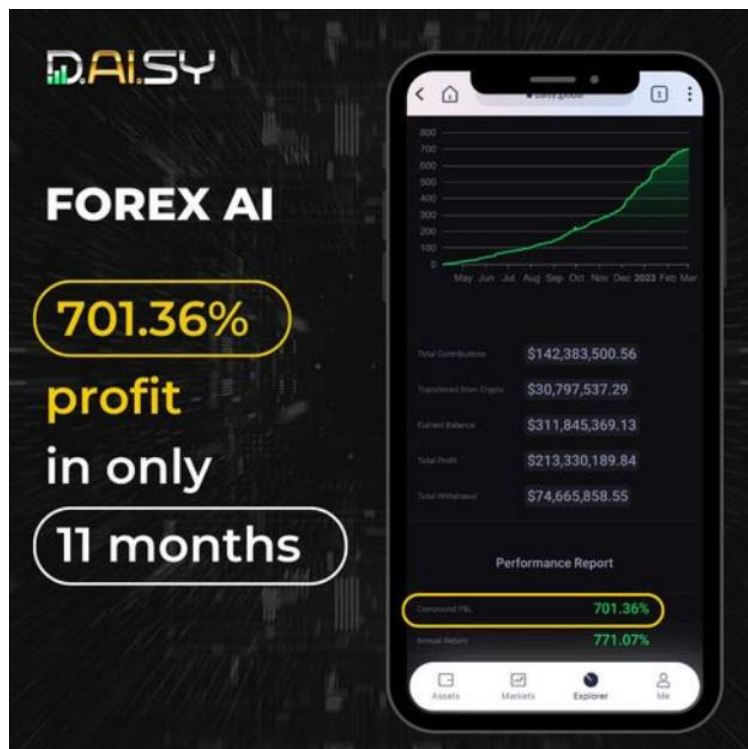 D.AI.SY
FOREX AI
701.36%
profit
in only
11 months
1
800
700
600
500
400
300
200
100
0
May Jun Jul Aug Sep Oct Nov Dec 2023 Feb Mar
Total Contributions $142,383,500.56
Transferred from Crypto $30,797,537.29
Current Balance $311,845,369.13
Total Profit $213,330,189.84
Total Withdrawal $74,665,858.55
Performance Report
Compound P&L 701.36%
Annual Return 771.07%
Assets Markets Explorer Me